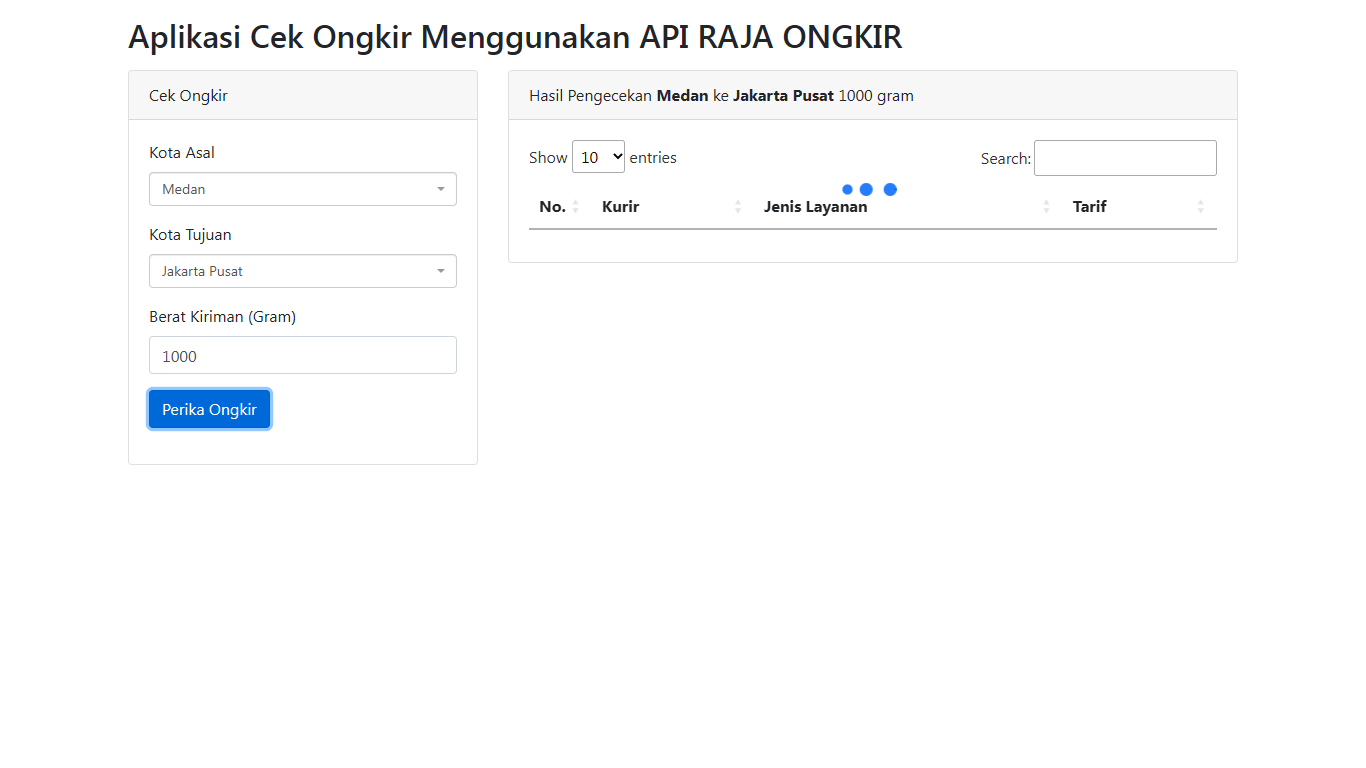 Aplikasi Cek Ongkir Menggunakan API RAJA ONGKIR
Cek Ongkir
Kota Asal
Medan
Kota Tujuan
Jakarta Pusat
Berat Kiriman (Gram)
1000
Perika Ongkir
Hasil Pengecekan Medan ke Jakarta Pusat 1000 gram
Show 10 entries
Search:
No. Kurir Jenis Layanan Tarif